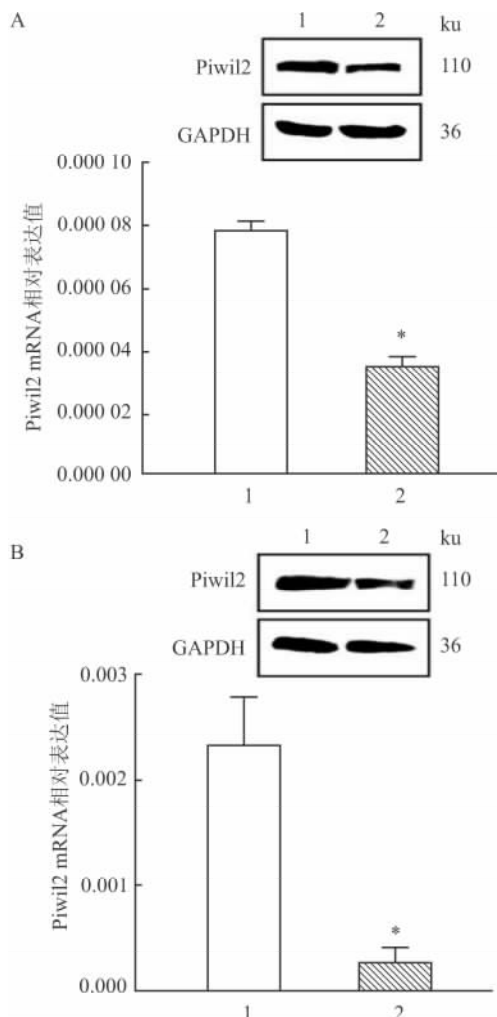 A
1 2 ku
Piwil2 110
GAPDH 36
Piwil2 mRNA相对表达值
0.000 10
0.000 08
0.000 06
0.000 04
0.000 02
0.000 00
*
1 2
B
1 2 ku
Piwil2 110
GAPDH 36
Piwil2 mRNA相对表达值
0.003
0.002
0.001
0.000
*
1 2